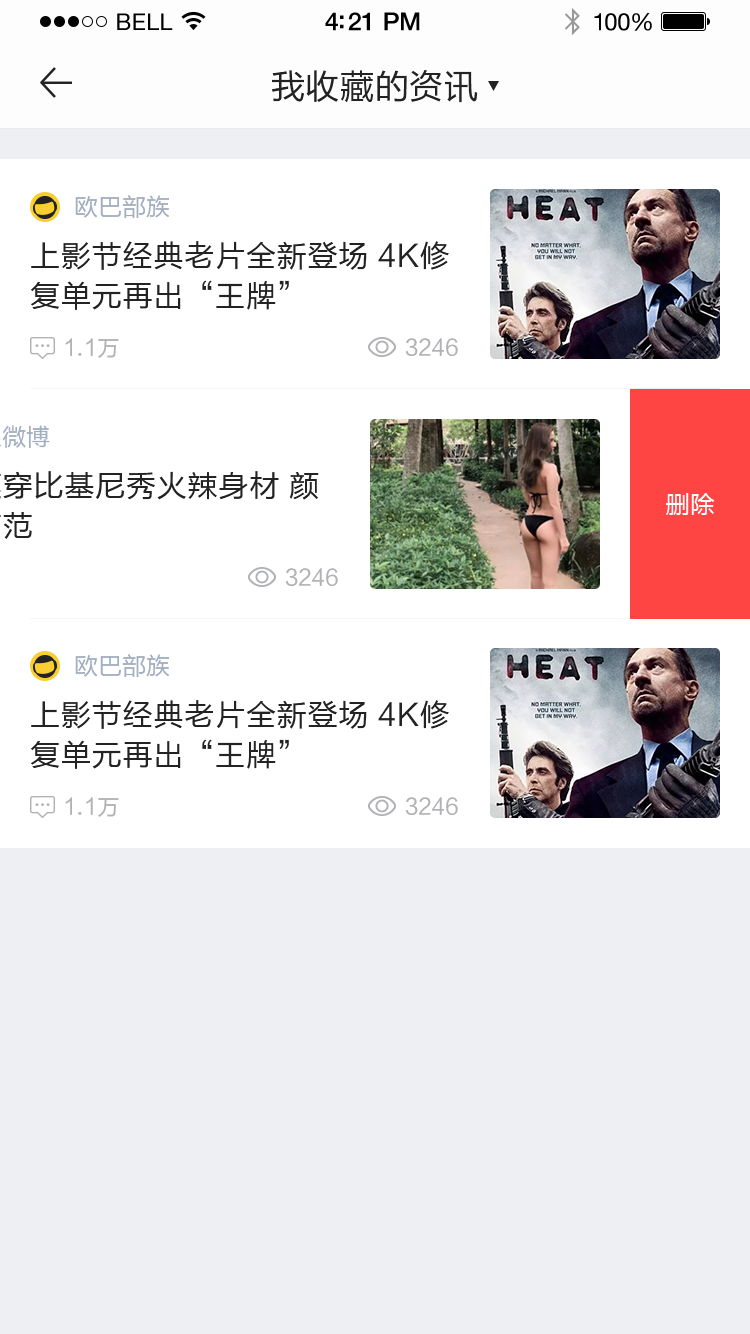 BELL
4:21 PM
100%
我收藏的资讯
欧巴部族
上影节经典老片全新登场 4K修
复单元再出“王牌”
1.1万
3246
HEAT
NO MATTER WHAT,
YOU WILL NOT
GET IN MY WAY.
微博
穿比基尼秀火辣身材 颜
范
3246
删除
欧巴部族
上影节经典老片全新登场 4K修
复单元再出“王牌”
1.1万
3246
HEAT
NO MATTER WHAT,
YOU WILL NOT
GET IN MY WAY.